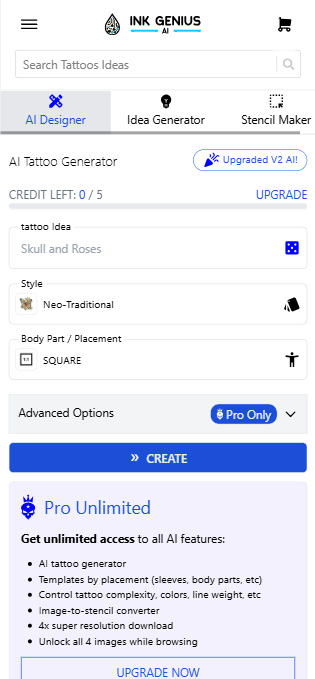 INK GENIUS
AI
Search Tattoos Ideas
AI Designer
Idea Generator
Stencil Maker
AI Tattoo Generator
Upgraded V2 AI!
CREDIT LEFT: 0 / 5
UPGRADE
tattoo Idea
Skull and Roses
Style
Neo-Traditional
Body Part / Placement
1:1
SQUARE
Advanced Options
Pro Only
» CREATE
Pro Unlimited
Get unlimited access to all AI features:
• AI tattoo generator
• Templates by placement (sleeves, body parts, etc)
• Control tattoo complexity, colors, line weight, etc
• Image-to-stencil converter
• 4x super resolution download
• Unlock all 4 images while browsing
UPGRADE NOW